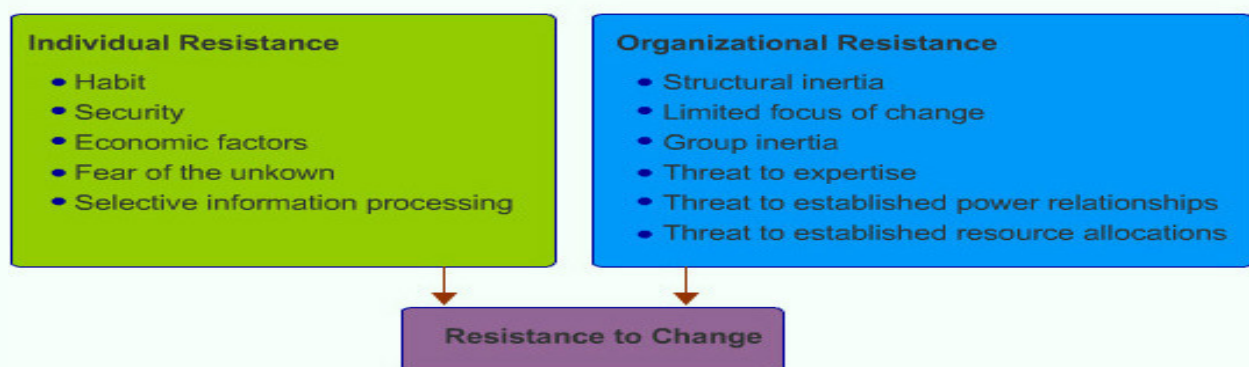 Individual Resistance
• Habit
• Security
• Economic factors
• Fear of the unkown
• Selective information processing
Organizational Resistance
• Structural inertia
• Limited focus of change
• Group inertia
• Threat to expertise
• Threat to established power relationships
• Threat to established resource allocations
Resistance to Change